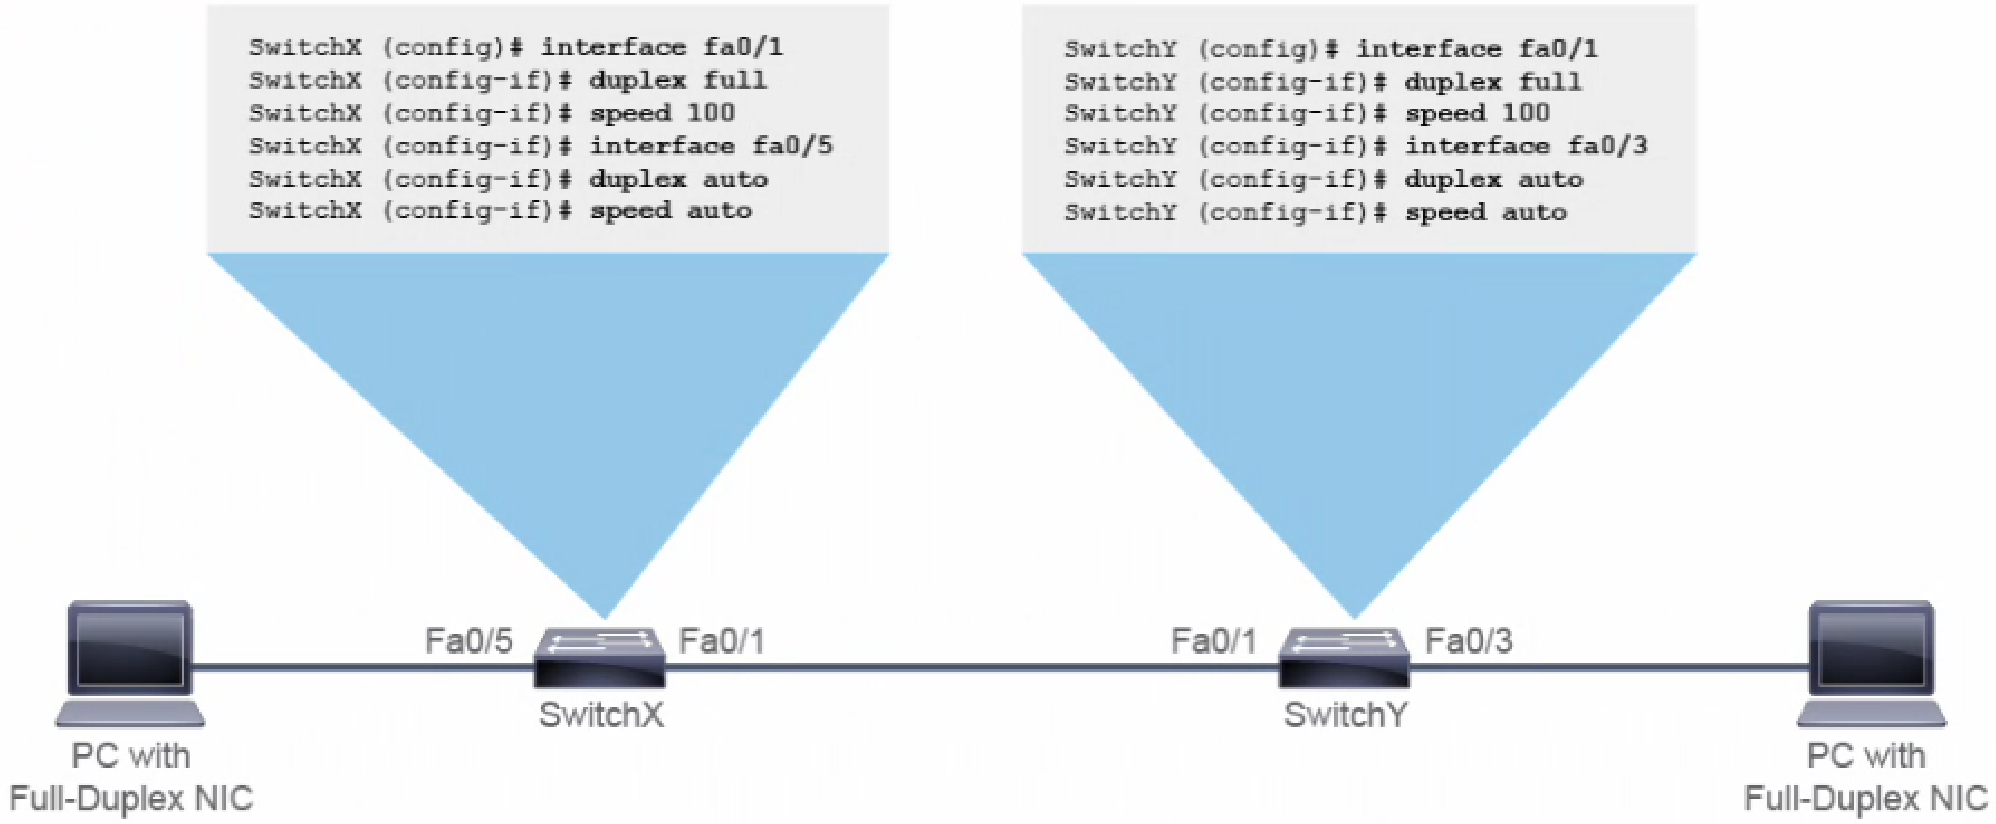 SwitchX (config)# interface fa0/1
SwitchX (config-if)# duplex full
SwitchX (config-if)# speed 100
SwitchX (config-if)# interface fa0/5
SwitchX (config-if)# duplex auto
SwitchX (config-if)# speed auto
SwitchY (config)# interface fa0/1
SwitchY (config-if)# duplex full
SwitchY (config-if)# speed 100
SwitchY (config-if)# interface fa0/3
SwitchY (config-if)# duplex auto
SwitchY (config-if)# speed auto
Fa0/5
Fa0/1
Fa0/1
Fa0/3
SwitchX
SwitchY
PC with
Full-Duplex NIC
PC with
Full-Duplex NIC